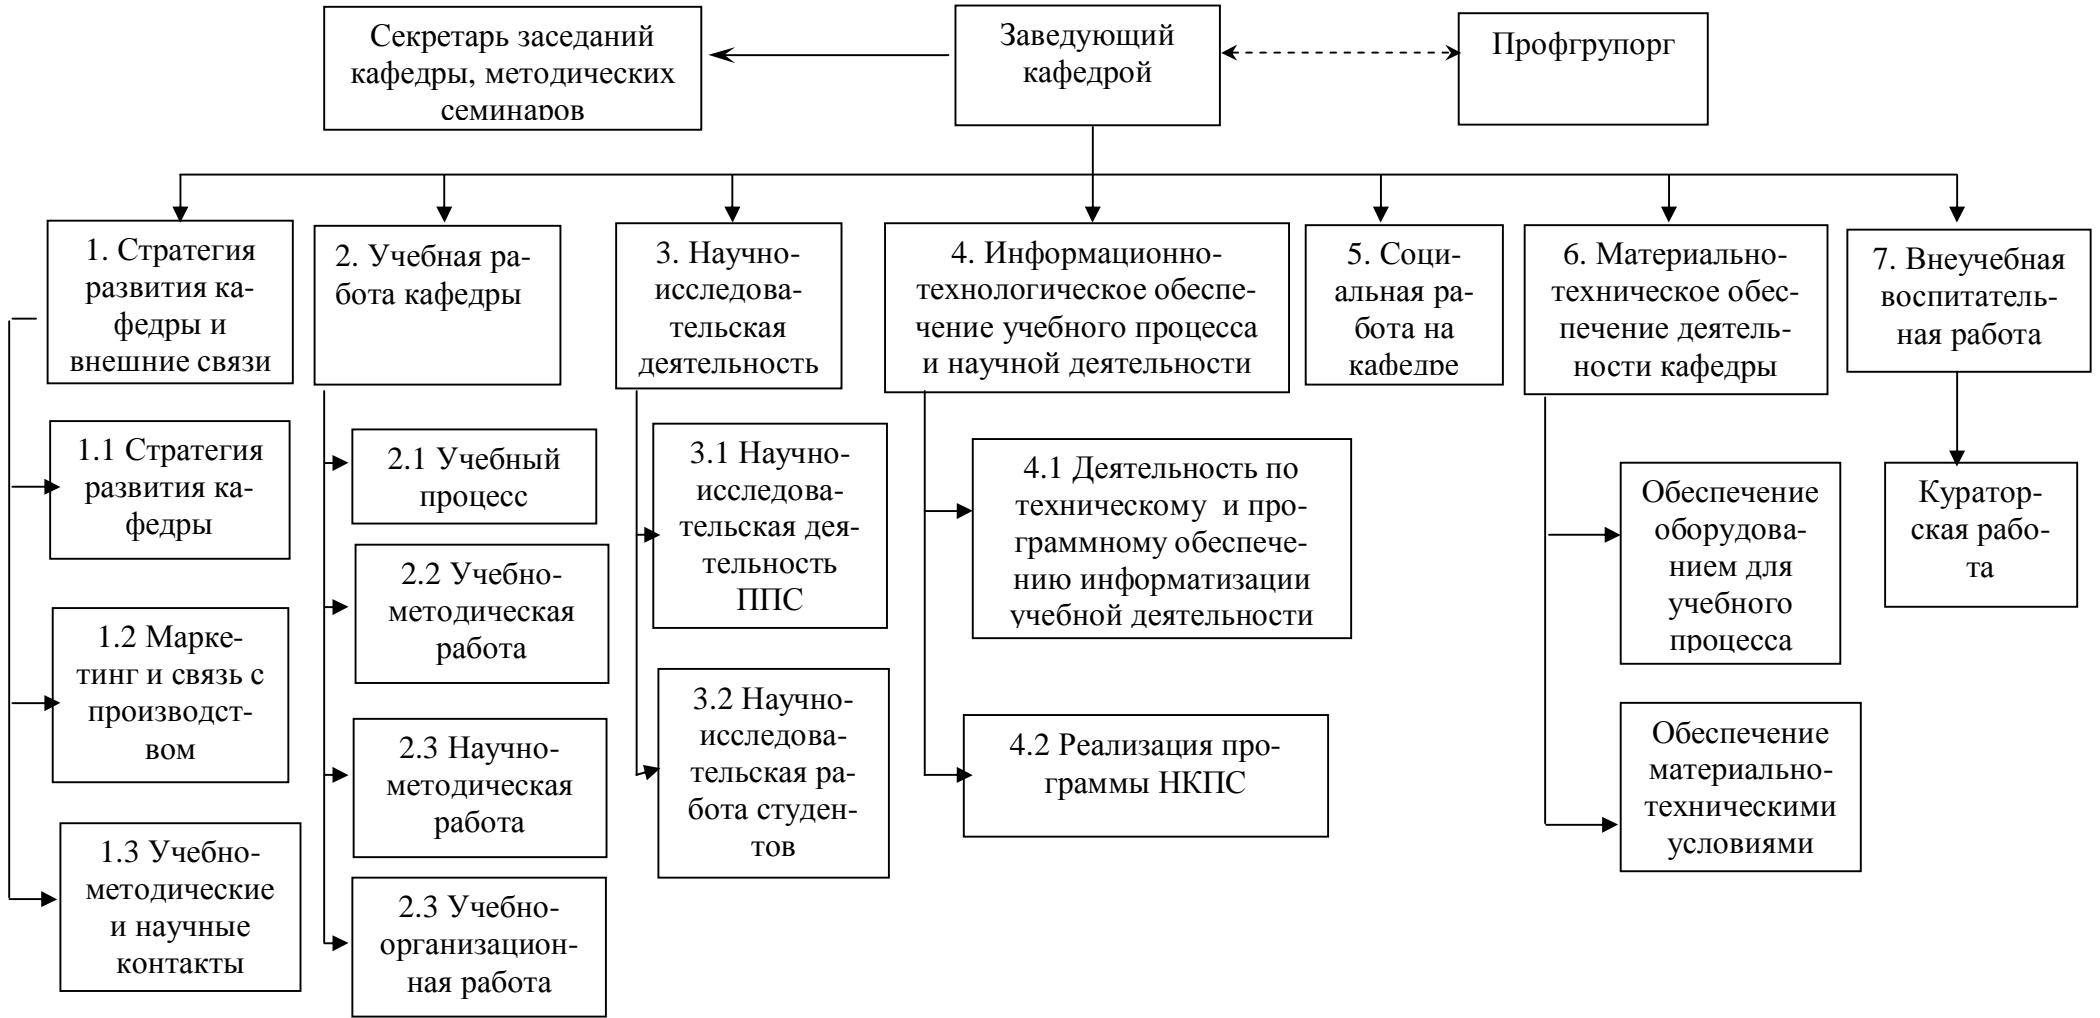 Секретарь заседаний
кафедры, методических
семинаров
Заведующий
кафедрой
Профгрупорг
1. Стратегия
развития ка-
федры и
внешние связи
2. Учебная ра-
бота кафедры
3. Научно-
исследова-
тельская
деятельность
4. Информационно-
технологическое обеспе-
чение учебного процесса
и научной деятельности
5. Соци-
альная ра-
бота на
кафедре
6. Материально-
техническое обес-
печение деятель-
ности кафедры
7. Внеучебная
воспитатель-
ная работа
1.1 Стратегия
развития ка-
федры
1.2 Марке-
тинг и связь с
производст-
вом
1.3 Учебно-
методические
и научные
контакты
2.1 Учебный
процесс
2.2 Учебно-
методическая
работа
2.3 Научно-
методическая
работа
2.3 Учебно-
организацион-
ная работа
3.1 Научно-
исследова-
тельская дея-
тельность
ППС
3.2 Научно-
исследова-
тельская ра-
бота студен-
тов
4.1 Деятельность по
техническому и про-
граммному обеспече-
нию информатизации
учебной деятельности
4.2 Реализация про-
граммы НКПС
Обеспечение
оборудова-
нием для
учебного
процесса
Обеспечение
материально-
техническими
условиями
Куратор-
ская рабо-
та